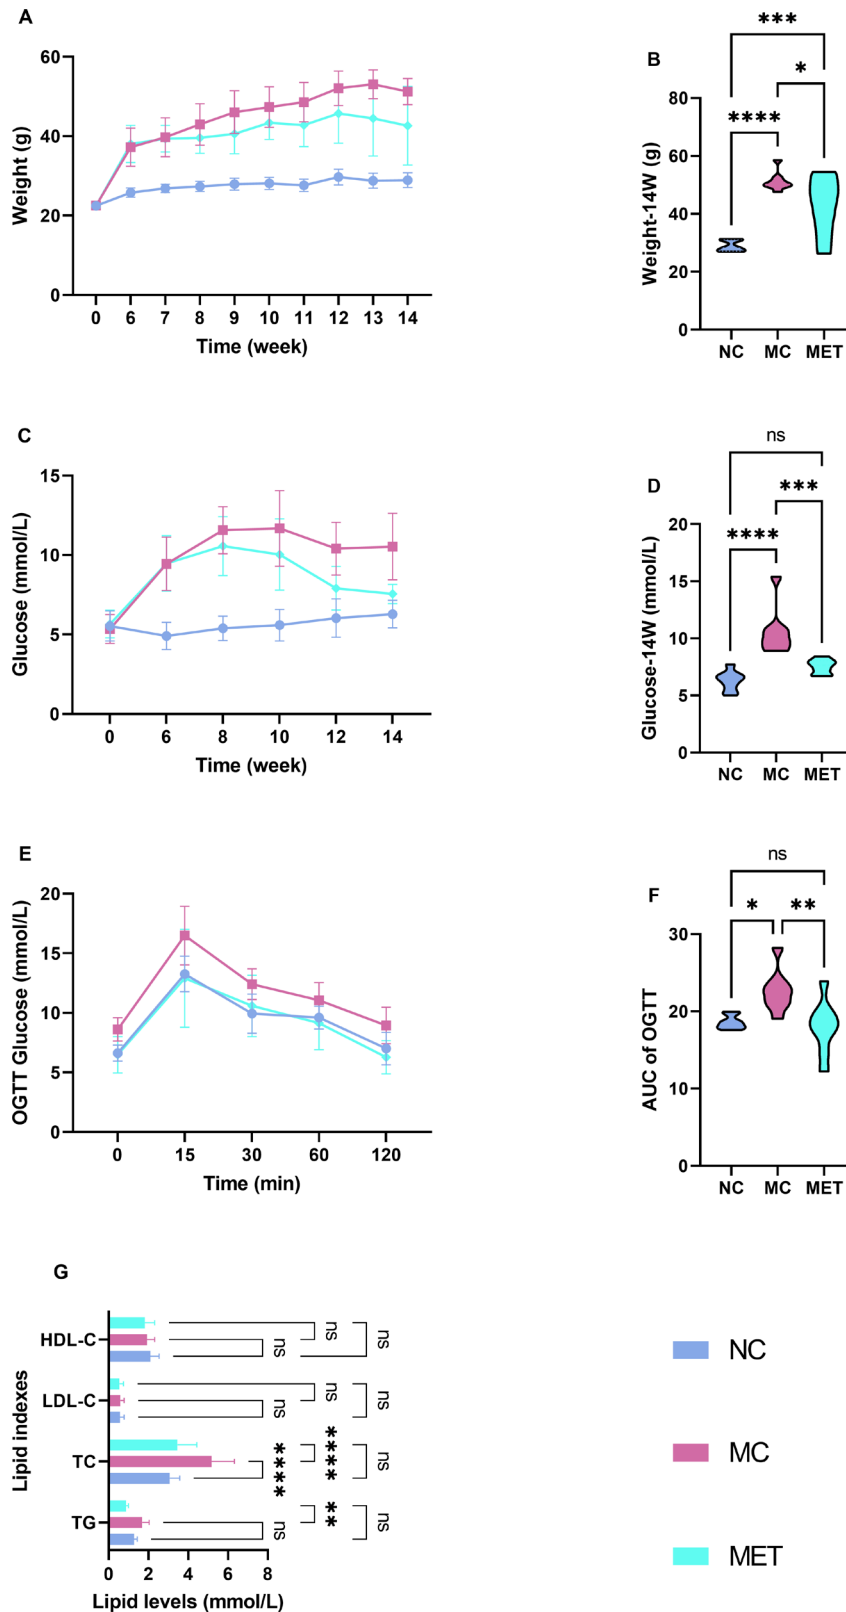 A
Weight (g)
60
40
20
0
0 6 7 8 9 10 11 12 13 14
Time (week)
B
Weight-14W (g)
***
*
****
80
60
40
20
0
NC MC MET
C
Glucose (mmol/L)
15
10
5
0
0 6 8 10 12 14
Time (week)
D
Glucose-14W (mmol/L)
ns
***
****
20
15
10
5
0
NC MC MET
E
OGTT Glucose (mmol/L)
20
15
10
5
0
0 15 30 60 120
Time (min)
F
AUC of OGTT
ns
* **
30
20
10
0
NC MC MET
G
Lipid indexes
HDL-C
ns ns ns
LDL-C
ns ns ns
TC
**** **** ns
TG
ns ** ns
0 2 4 6 8
Lipid levels (mmol/L)
NC
MC
MET